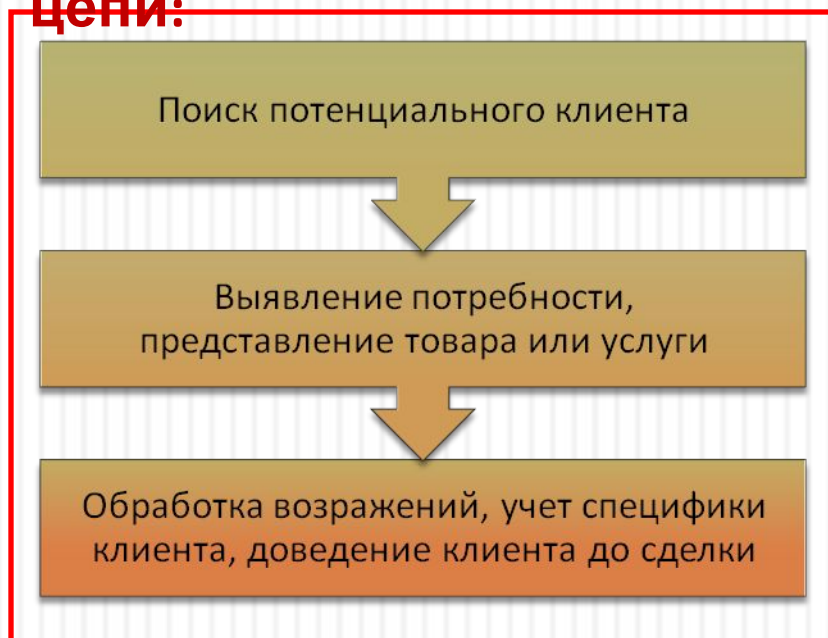 цепи:
Поиск потенциального клиента
Выявление потребности,
представление товара или услуги
Обработка возражений, учет специфики
клиента, доведение клиента до сделки